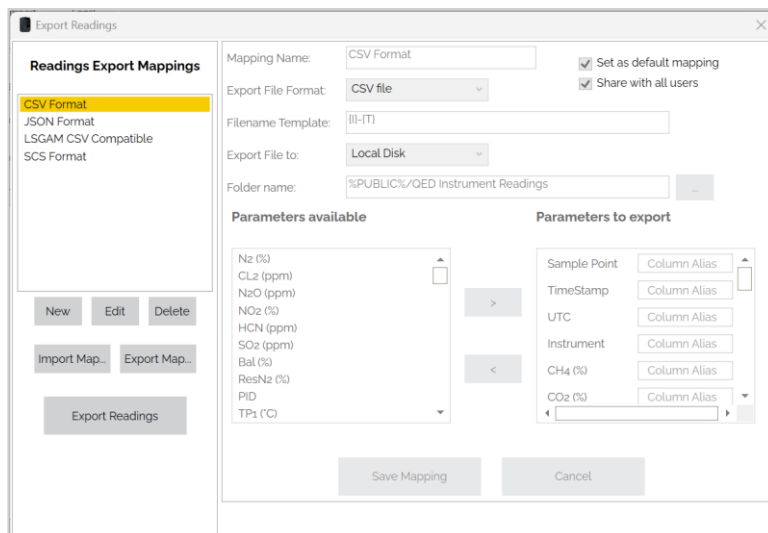 Export Readings
Readings Export Mappings
CSV Format
JSON Format
LSGAM CSV Compatible
SCS Format
New Edit Delete
Import Map... Export Map...
Export Readings
Mapping Name: CSV Format
Set as default mapping
Share with all users
Export File Format: CSV file
Filename Template: [I]-[T]
Export File to: Local Disk
Folder name: %PUBLIC%/QED Instrument Readings ...
Parameters available
N2 (%)
CL2 (ppm)
N2O (ppm)
NO2 (%)
HCN (ppm)
SO2 (ppm)
Bal (%)
ResN2 (%)
PID
TP1 (°C)
>
<
Parameters to export
Sample Point Column Alias
TimeStamp Column Alias
UTC Column Alias
Instrument Column Alias
CH4 (%) Column Alias
CO2 (%) Column Alias
Save Mapping Cancel